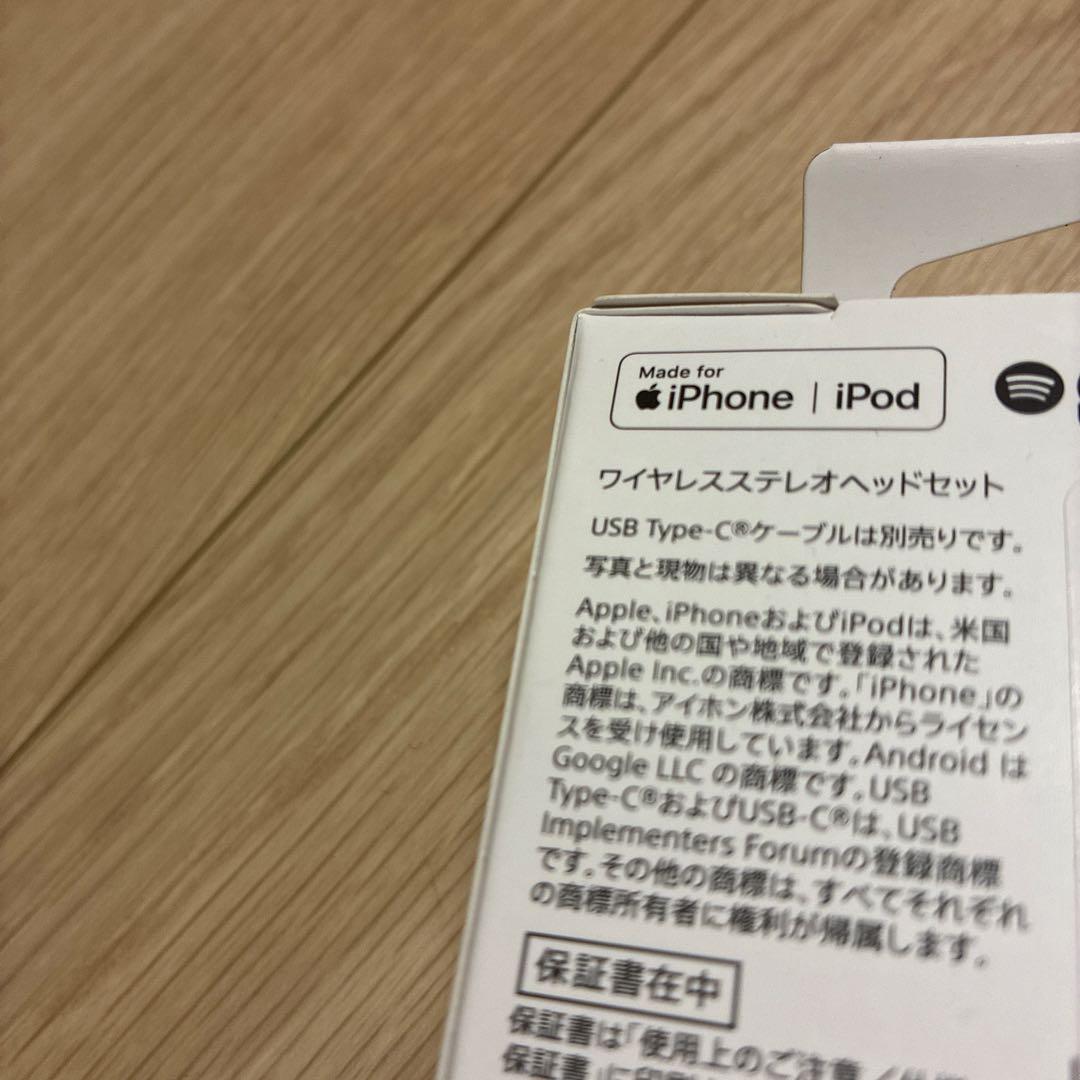 Made for
iPhone | iPod
ワイヤレスステレオヘッドセット
USB Type-C®ケーブルは別売りです。
写真と現物は異なる場合があります。
Apple、iPhoneおよびiPodは、米国
および他の国や地域で登録された
Apple Inc.の商標です。「iPhone」の
商標は、アイホン株式会社からライセン
スを受け使用しています。Android は
Google LLC の商標です。USB
Type-C®およびUSB-C®は、USB
Implementers Forumの登録商標
です。その他の商標は、すべてそれぞれ
の商標所有者に権利が帰属します。
保証書在中
保証書は「使用上のご注意
保証書」に印刷